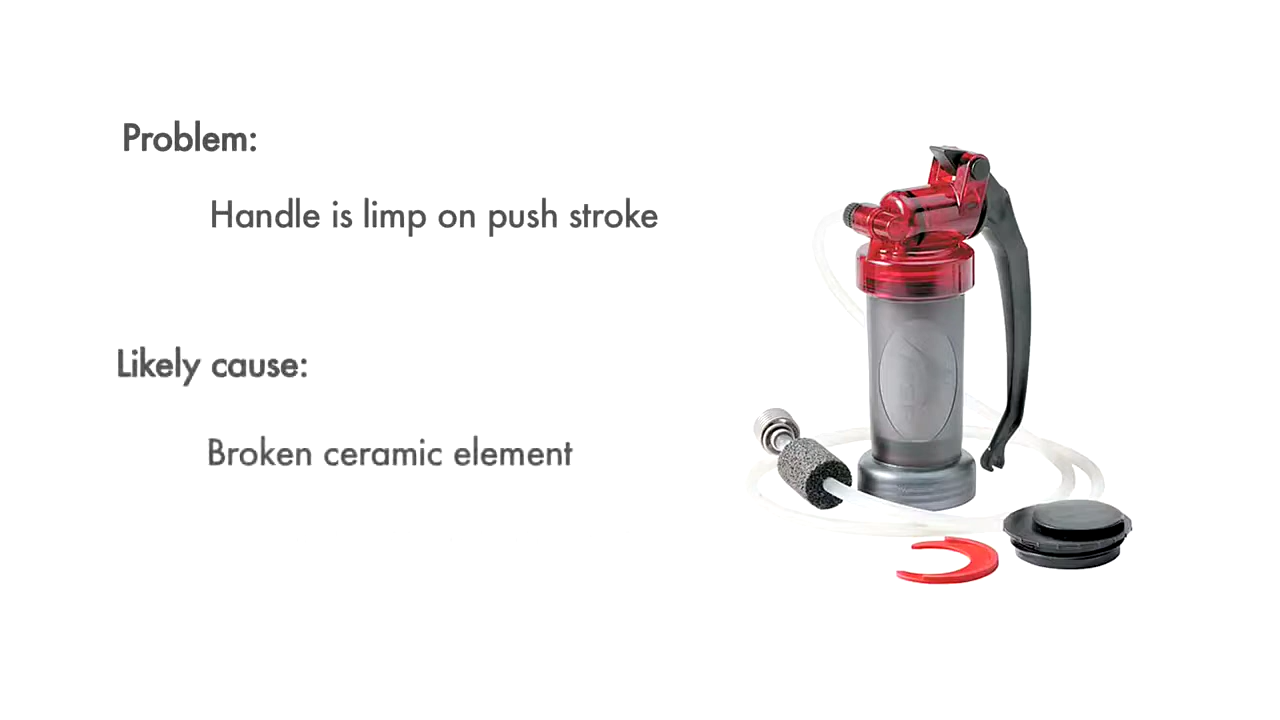 Problem:
Handle is limp on push stroke
Likely cause:
Broken ceramic element